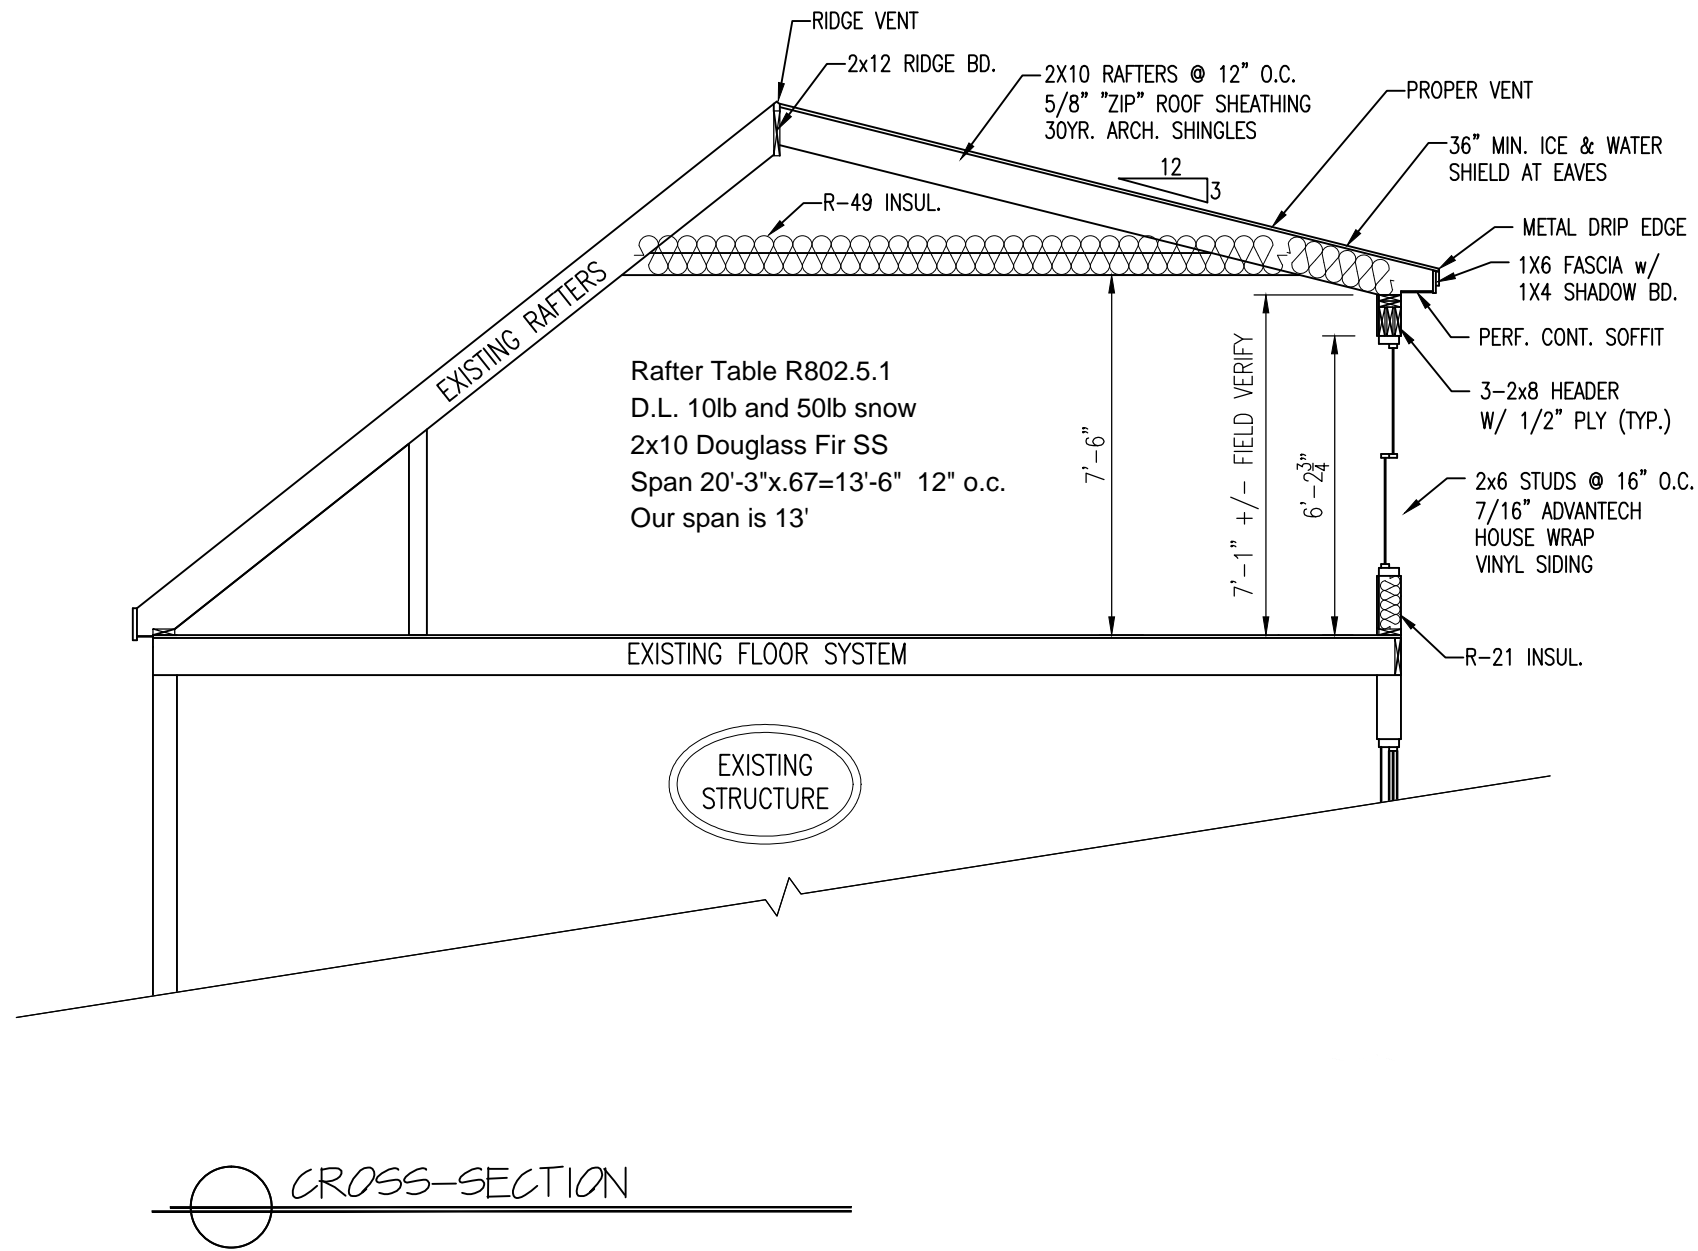 RIDGE VENT
2x12 RIDGE BD.
2X10 RAFTERS @ 12" O.C.
5/8" "ZIP" ROOF SHEATHING
30YR. ARCH. SHINGLES
PROPER VENT
36" MIN. ICE & WATER
SHIELD AT EAVES
12
3
R-49 INSUL.
METAL DRIP EDGE
1X6 FASCIA w/
1X4 SHADOW BD.
PERF. CONT. SOFFIT
EXISTING RAFTERS
Rafter Table R802.5.1
D.L. 10lb and 50lb snow
2x10 Douglass Fir SS
Span 20'-3"x.67=13'-6" 12" o.c.
Our span is 13'
7'-6"
7'-1" +/- FIELD VERIFY
6'-2 3/4"
3-2x8 HEADER
W/ 1/2" PLY (TYP.)
2x6 STUDS @ 16" O.C.
7/16" ADVANTECH
HOUSE WRAP
VINYL SIDING
R-21 INSUL.
EXISTING FLOOR SYSTEM
EXISTING
STRUCTURE
CROSS-SECTION